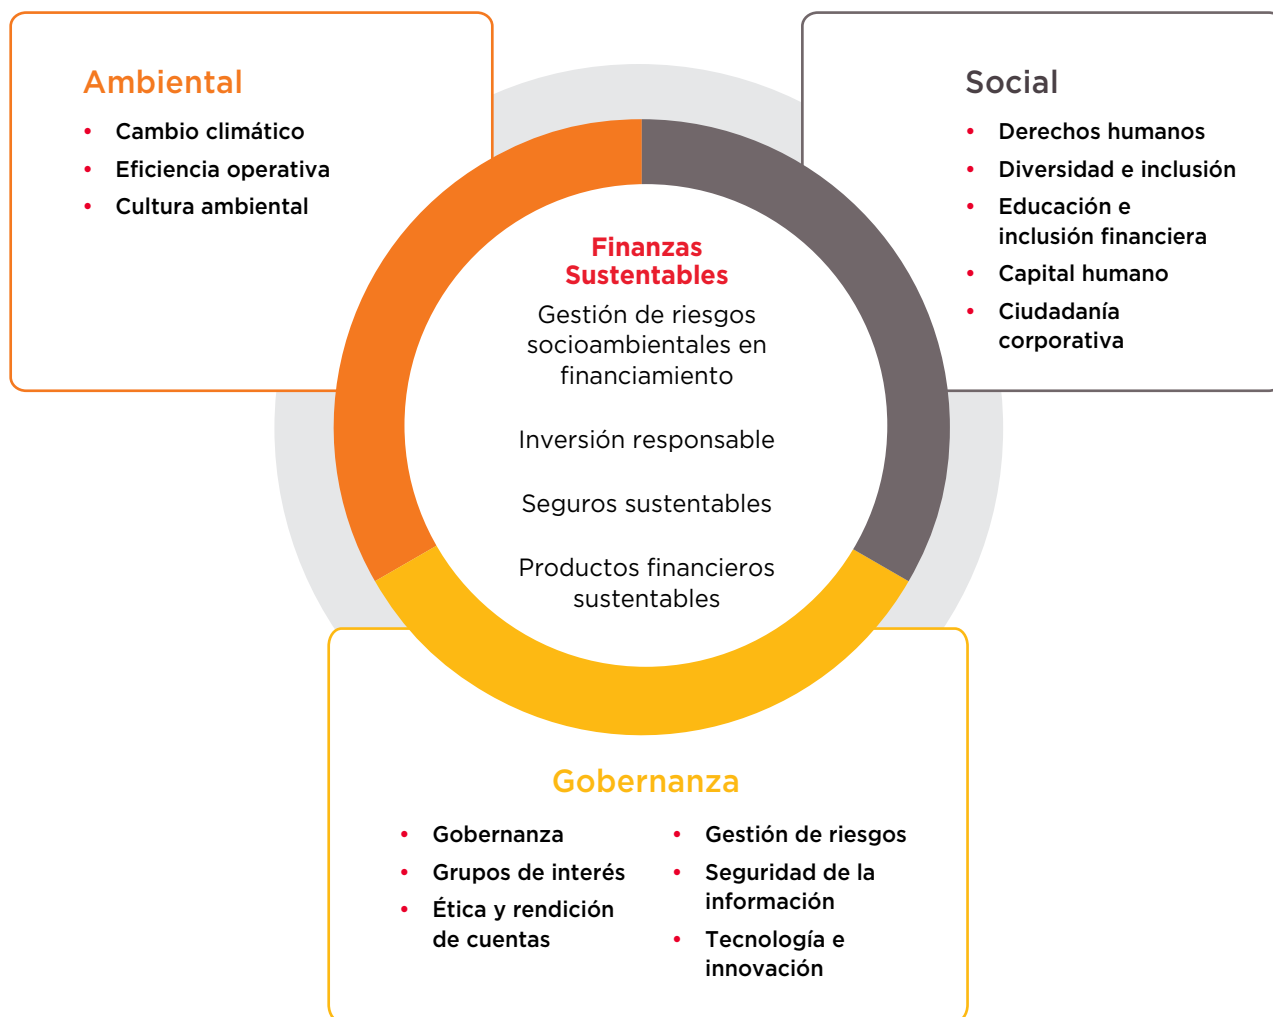 Ambiental
• Cambio climático
• Eficiencia operativa
• Cultura ambiental
Social
• Derechos humanos
• Diversidad e inclusión
• Educación e
inclusión financiera
• Capital humano
• Ciudadanía
corporativa
Finanzas
Sustentables
Gestión de riesgos
socioambientales en
financiamiento
Inversión responsable
Seguros sustentables
Productos financieros
sustentables
Gobernanza
• Gobernanza
• Grupos de interés
• Ética y rendición
de cuentas
• Gestión de riesgos
• Seguridad de la
información
• Tecnología e
innovación